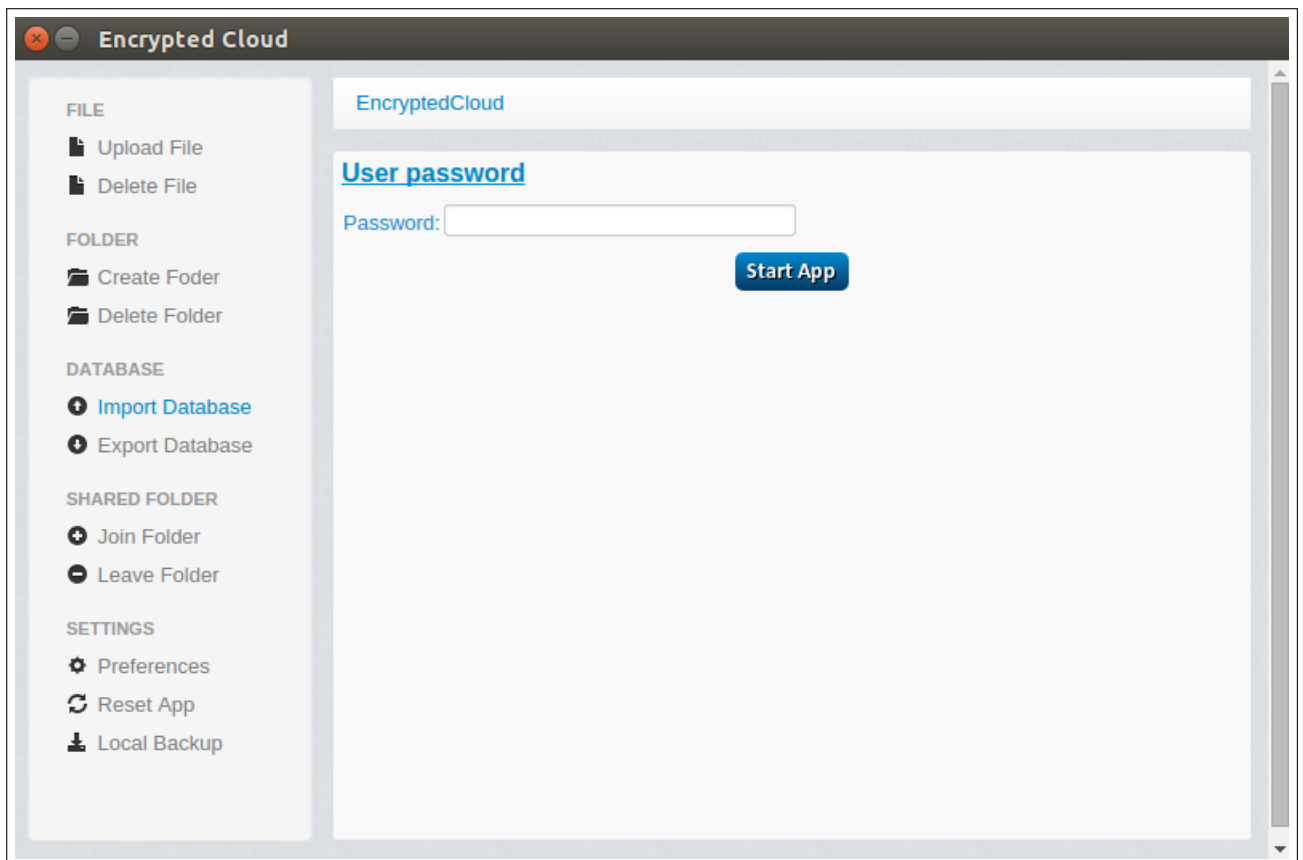 Encrypted Cloud
FILE
Upload File
Delete File
FOLDER
Create Foder
Delete Folder
DATABASE
Import Database
Export Database
SHARED FOLDER
Join Folder
Leave Folder
SETTINGS
Preferences
Reset App
Local Backup
EncryptedCloud
User password
Password:
Start App